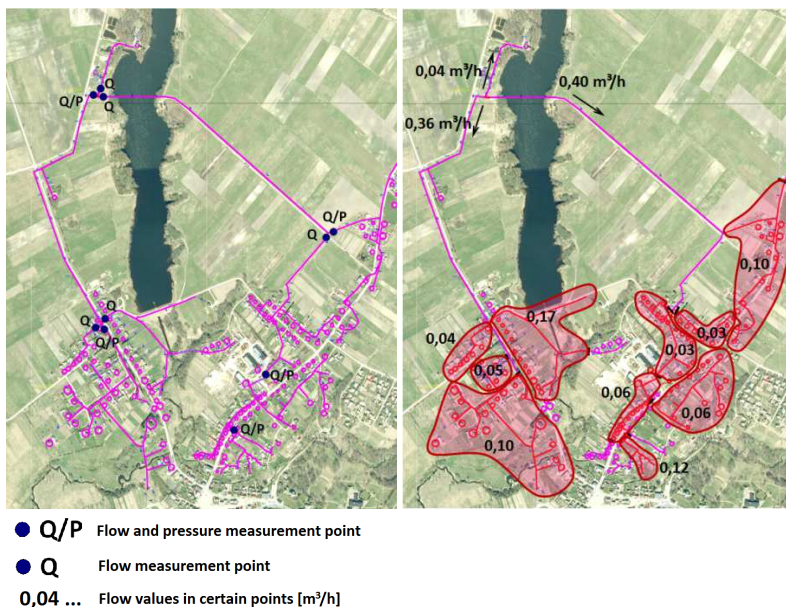 Q
Q/P
Q
Q/P
Q
Q
Q
Q/P
Q/P
Q/P
0,04 m³/h
0,40 m³/h
0,36 m³/h
0,10
0,17
0,04
0,03
0,03
0,05
0,06
0,06
0,10
0,12
Q/P Flow and pressure measurement point
Q Flow measurement point
0,04 ... Flow values in certain points [m³/h]